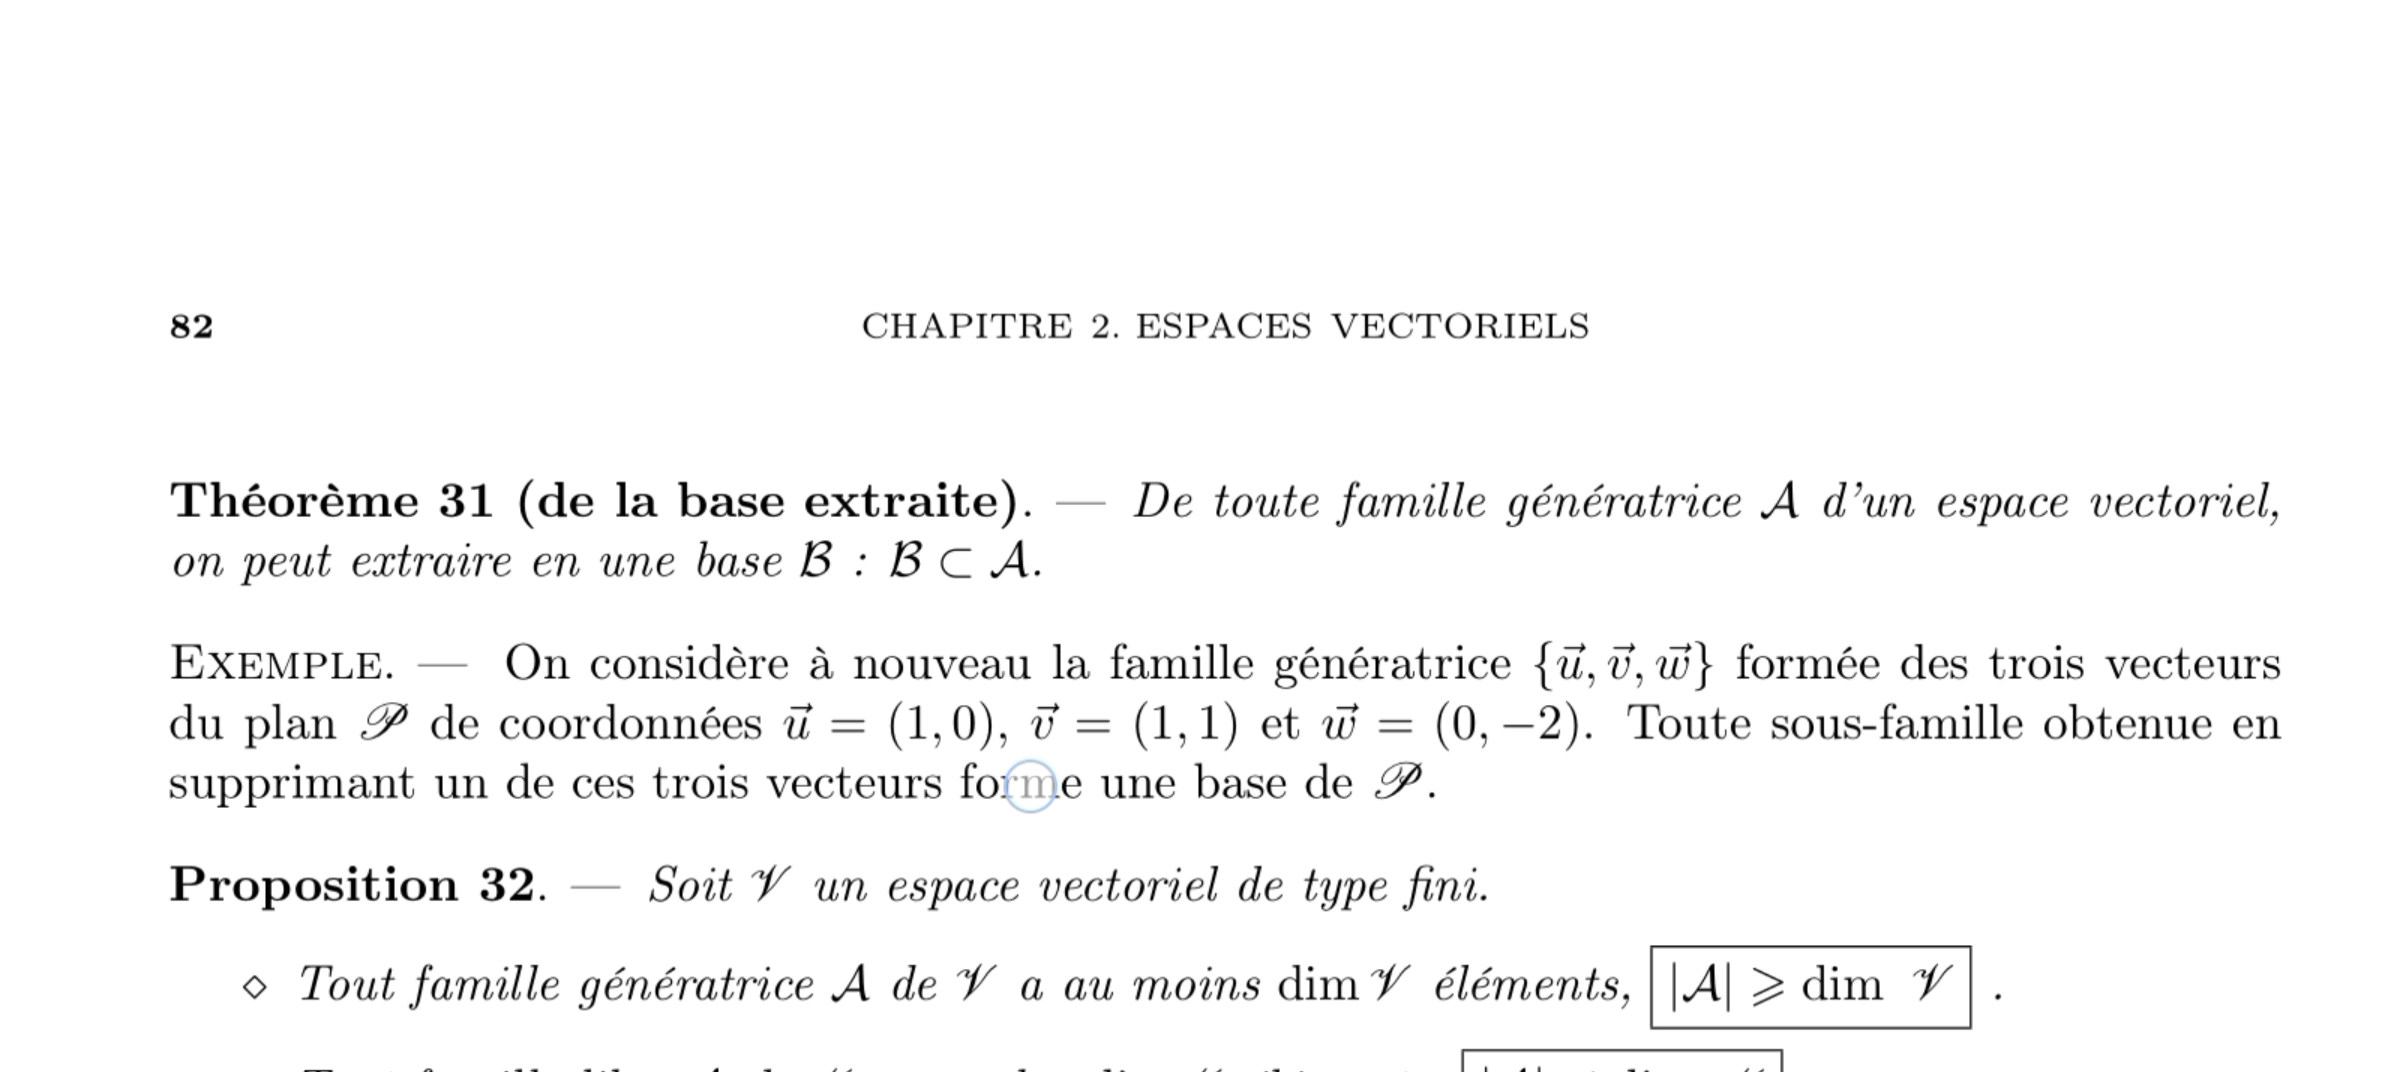 82 CHAPITRE 2. ESPACES VECTORIELS
Théorème 31 (de la base extraite). — De toute famille génératrice 𝒜 d'un espace vectoriel,
on peut extraire en une base ℬ : ℬ ⊂ 𝒜.
EXEMPLE. — On considère à nouveau la famille génératrice {u⃗, v⃗, w⃗} formée des trois vecteurs
du plan 𝒫 de coordonnées u⃗ = (1, 0), v⃗ = (1, 1) et w⃗ = (0, −2). Toute sous-famille obtenue en
supprimant un de ces trois vecteurs forme une base de 𝒫.
Proposition 32. — Soit 𝒱 un espace vectoriel de type fini.
⋄ Tout famille génératrice 𝒜 de 𝒱 a au moins dim 𝒱 éléments, |𝒜| ⩾ dim 𝒱 .